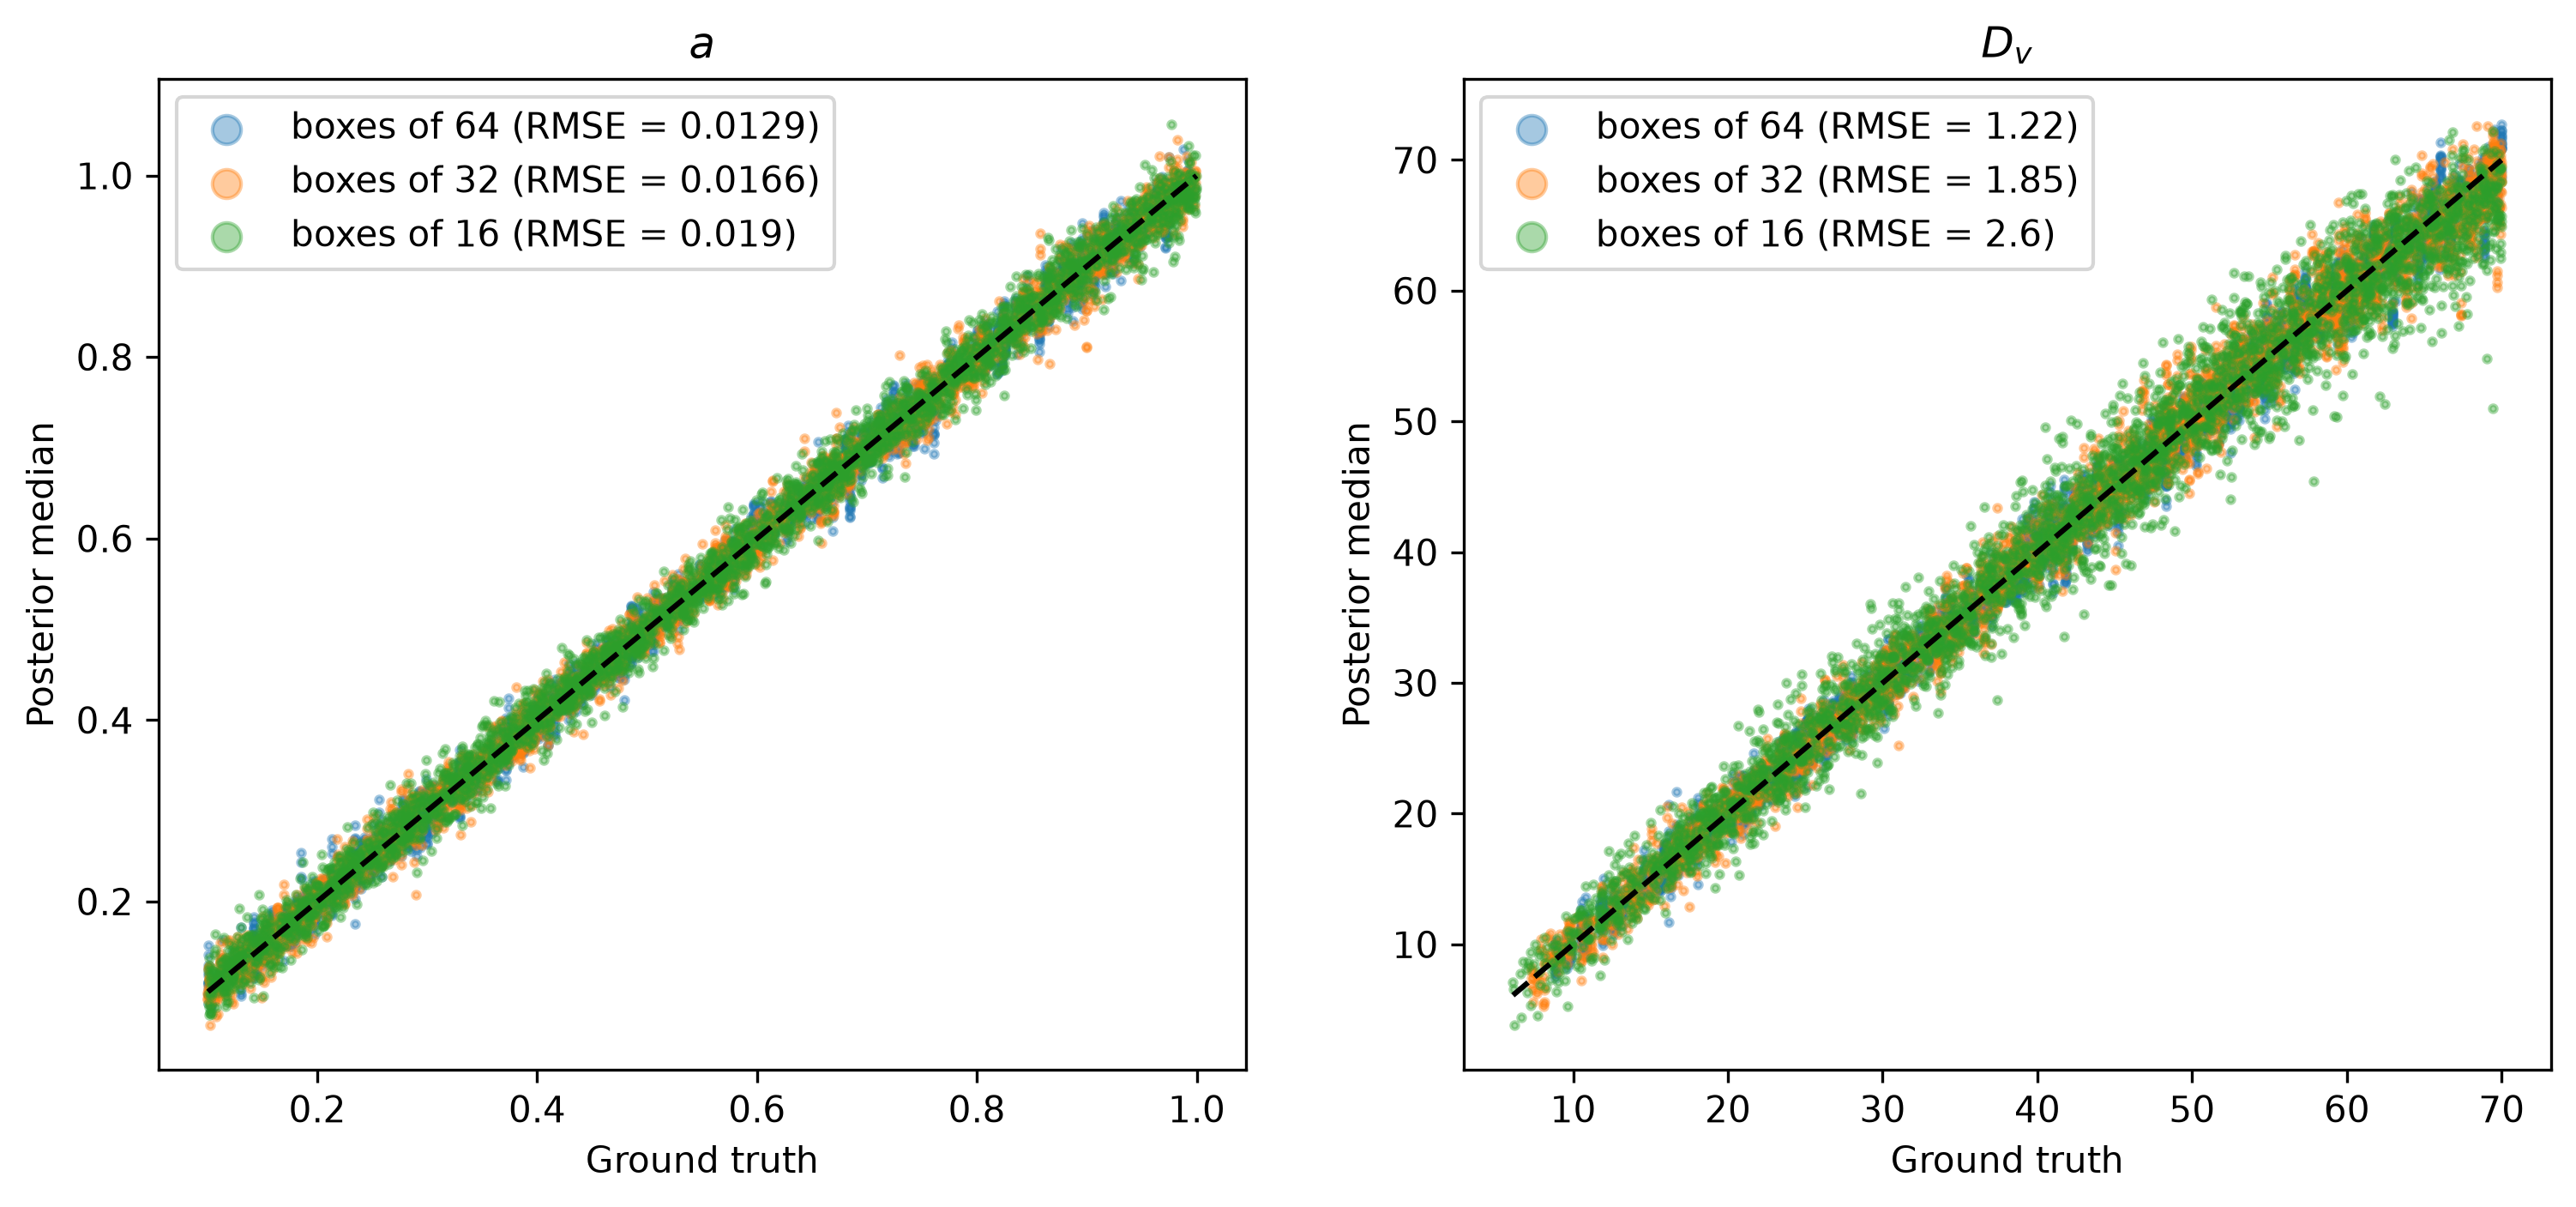 a
boxes of 64 (RMSE = 0.0129)
boxes of 32 (RMSE = 0.0166)
boxes of 16 (RMSE = 0.019)
1.0
0.8
0.6
0.4
0.2
Posterior median
0.2 0.4 0.6 0.8 1.0
Ground truth
D_v
boxes of 64 (RMSE = 1.22)
boxes of 32 (RMSE = 1.85)
boxes of 16 (RMSE = 2.6)
70
60
50
40
30
20
10
Posterior median
10 20 30 40 50 60 70
Ground truth